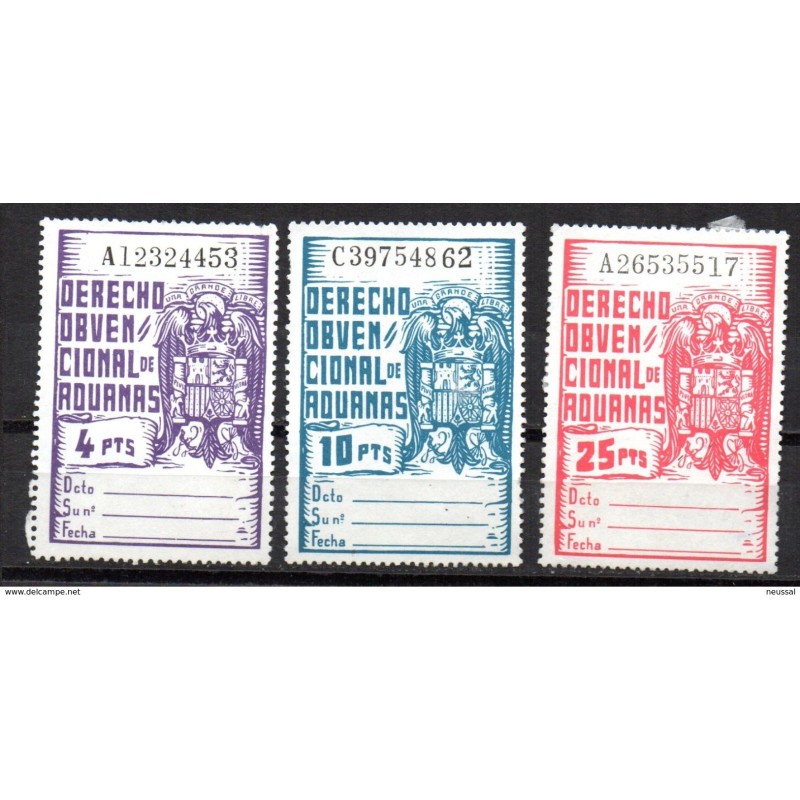 A12324453
UNA GRANDE LIBRE
DERECHO
OBVEN//
CIONAL DE
ADUANAS
4 PTS
Dcto
Su nº
Fecha
C39754862
UNA GRANDE LIBRE
DERECHO
OBVEN//
CIONAL DE
ADUANAS
10 PTS
Dcto
Su nº
Fecha
A26535517
UNA GRANDE LIBRE
DERECHO
OBVEN//
CIONAL DE
ADUANAS
25 PTS
Dcto
Su nº
Fecha
www.delcampe.net
neussal